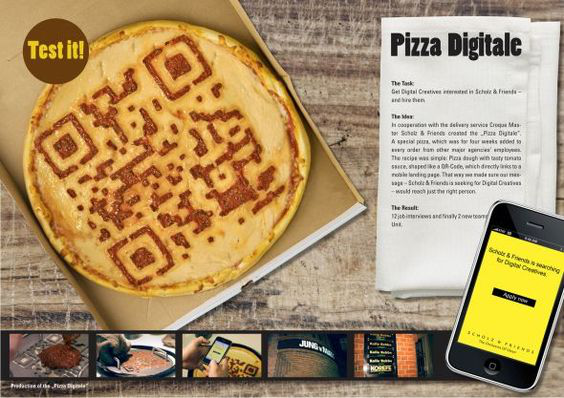 Test it!
Pizza Digitale
The Task:
Get Digital Creatives interested in Scholz & Friends –
and hire them
The Idea:
In cooperation with the delivery service Croque Mas-
ter Scholz & Friends created the „Pizza Digitale".
A special pizza, which was for four weeks added to
every order from other major agencies' employees.
The recipe was simple: Pizza dough with tasty tomato
sauce, shaped like a QR-Code, which directly links to a
mobile landing page. That way we made sure our mes-
sage – Scholz & Friends is seeking for Digital Creatives
– would reach just the right person.
The Result:
12 job interviews and finally 2 new
Unit.
Scholz & Friends is searching
for Digital Creatives
Apply now
SCHOLZ & FRIENDS
JUNG
Production of the „Pizza Digitale"